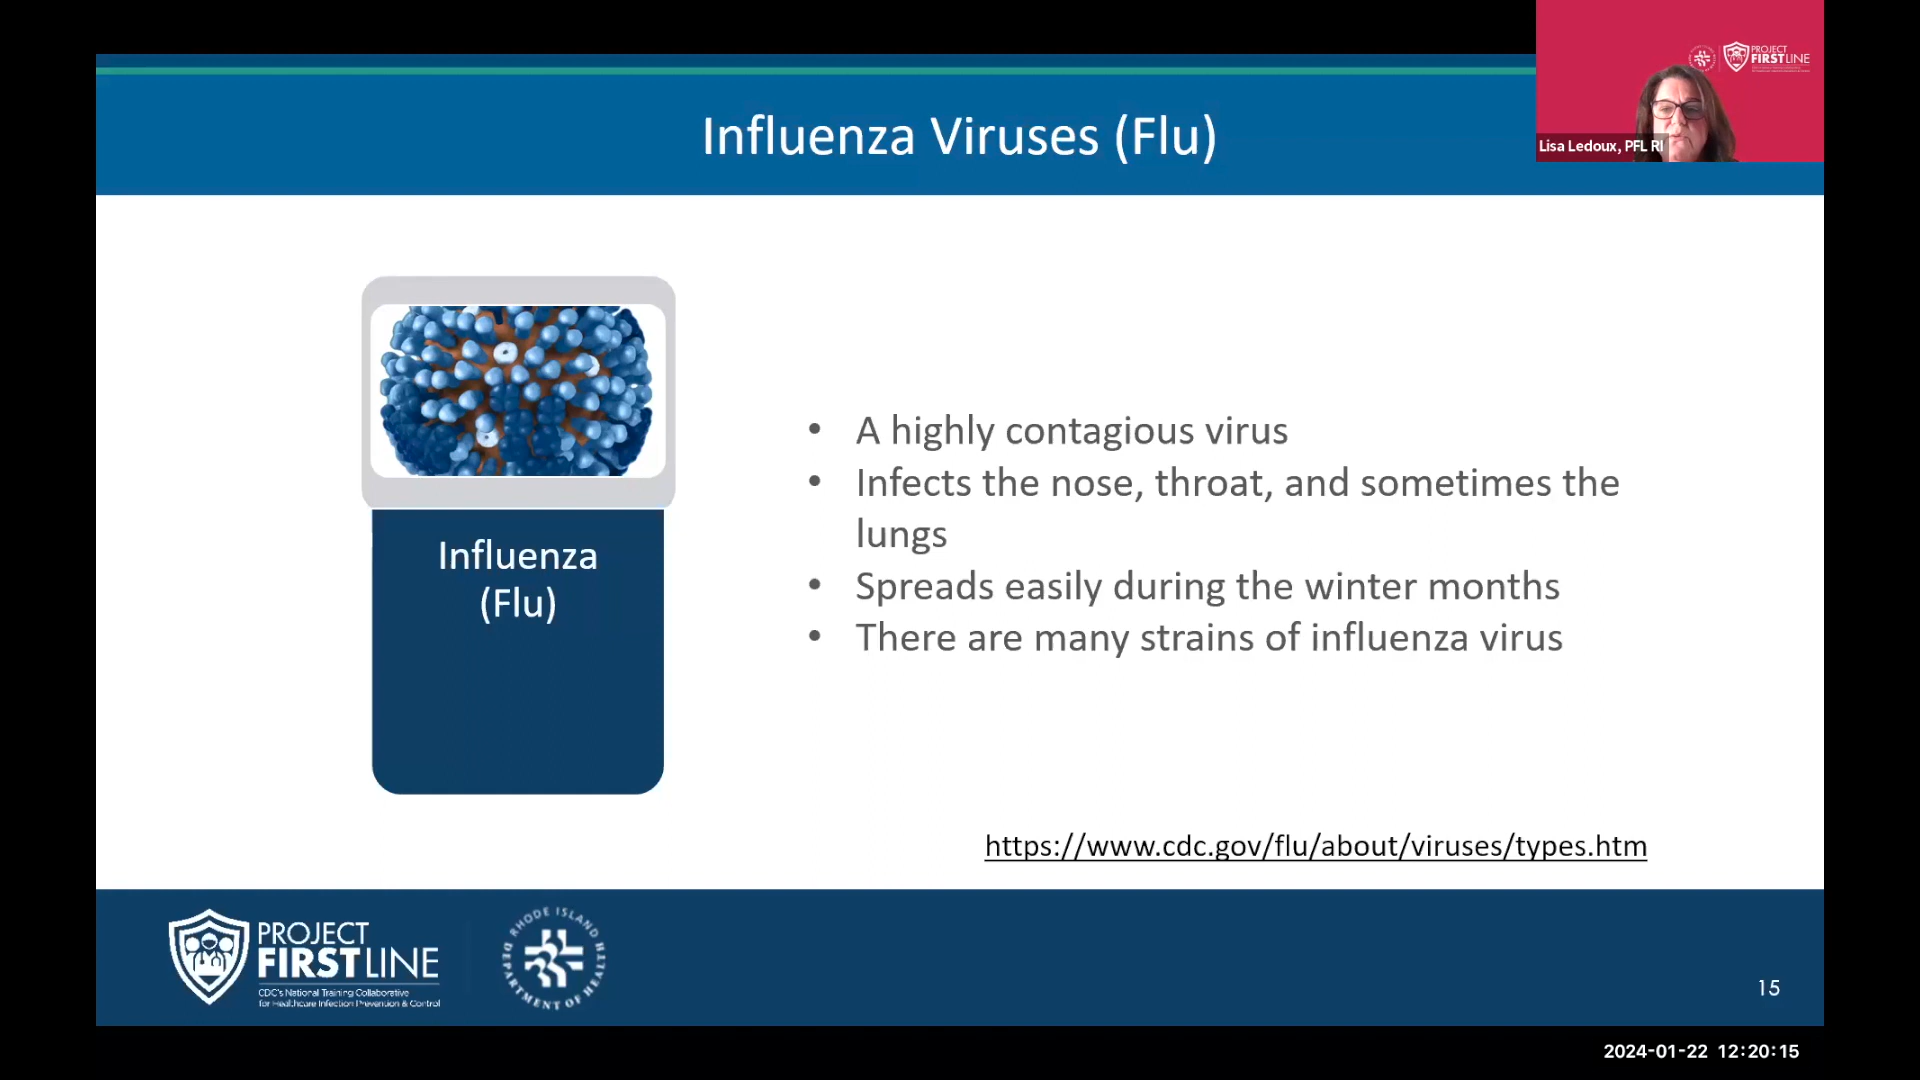 PROJECT
FIRSTLINE
Influenza Viruses (Flu)
Lisa Ledoux, PFL RI
Influenza
(Flu)
• A highly contagious virus
• Infects the nose, throat, and sometimes the
lungs
• Spreads easily during the winter months
• There are many strains of influenza virus
https://www.cdc.gov/flu/about/viruses/types.htm
PROJECT
FIRSTLINE
CDC's National Training Collaborative
for Healthcare Infection Prevention & Control
RHODE ISLAND
DEPARTMENT OF HEALTH
15
2024-01-22 12:20:15